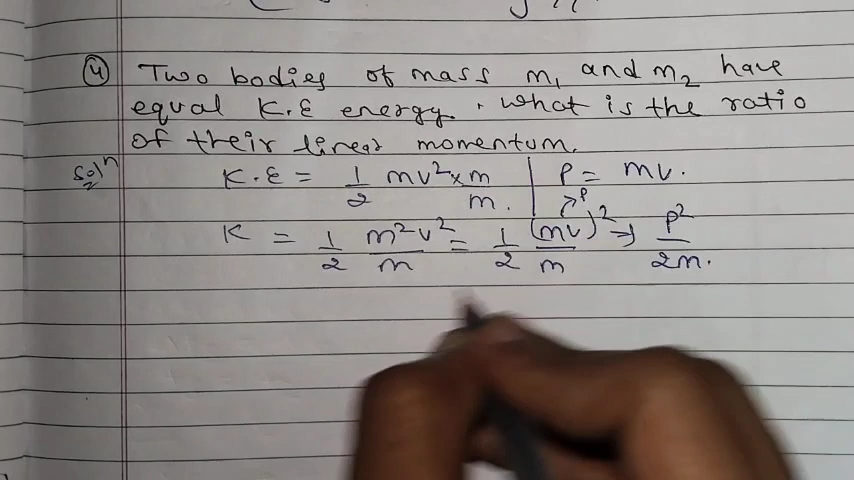 ④ Two bodies of mass m₁ and m₂ have
equal K.E energy. What is the ratio
of their linear momentum.
Solⁿ K.E = 1/2 mv² × m/m. | P = mv.
K = 1/2 m²v²/m = 1/2 (mv)²/m → P²/2m.
P